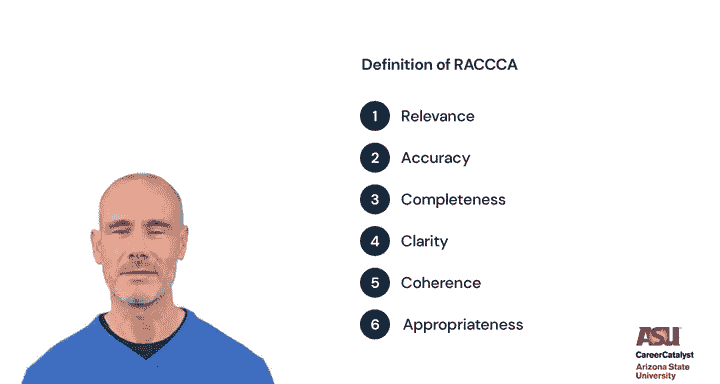 Definition of RACCCA
1 Relevance
2 Accuracy
3 Completeness
4 Clarity
5 Coherence
6 Appropriateness
ASU
CareerCatalyst
Arizona State
University